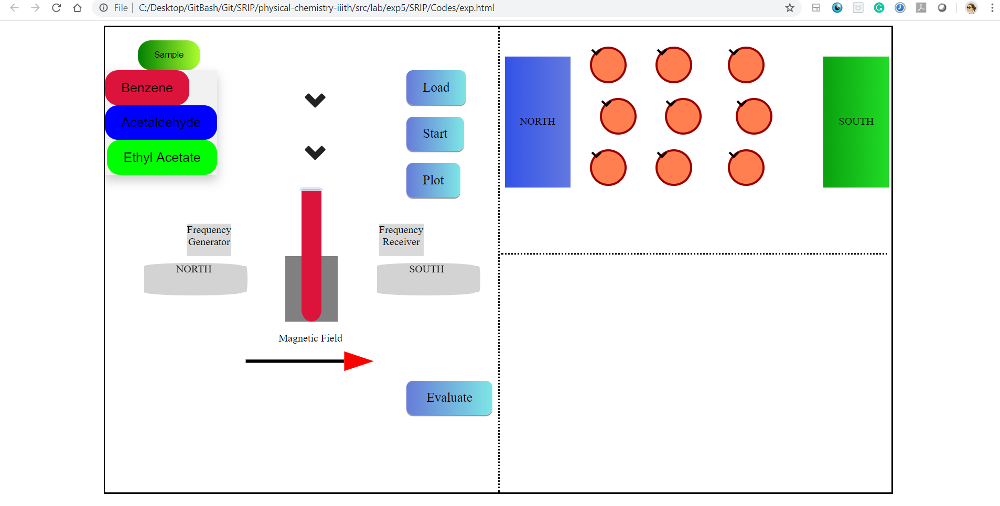 File
C:/Desktop/GitBash/Git/SRIP/physical-chemistry-iiith/src/lab/exp5/SRIP/Codes/exp.html
Sample
Benzene
Acetaldehyde
Ethyl Acetate
Load
Start
Plot
Frequency
Generator
Frequency
Receiver
NORTH
SOUTH
Magnetic Field
Evaluate
NORTH
SOUTH